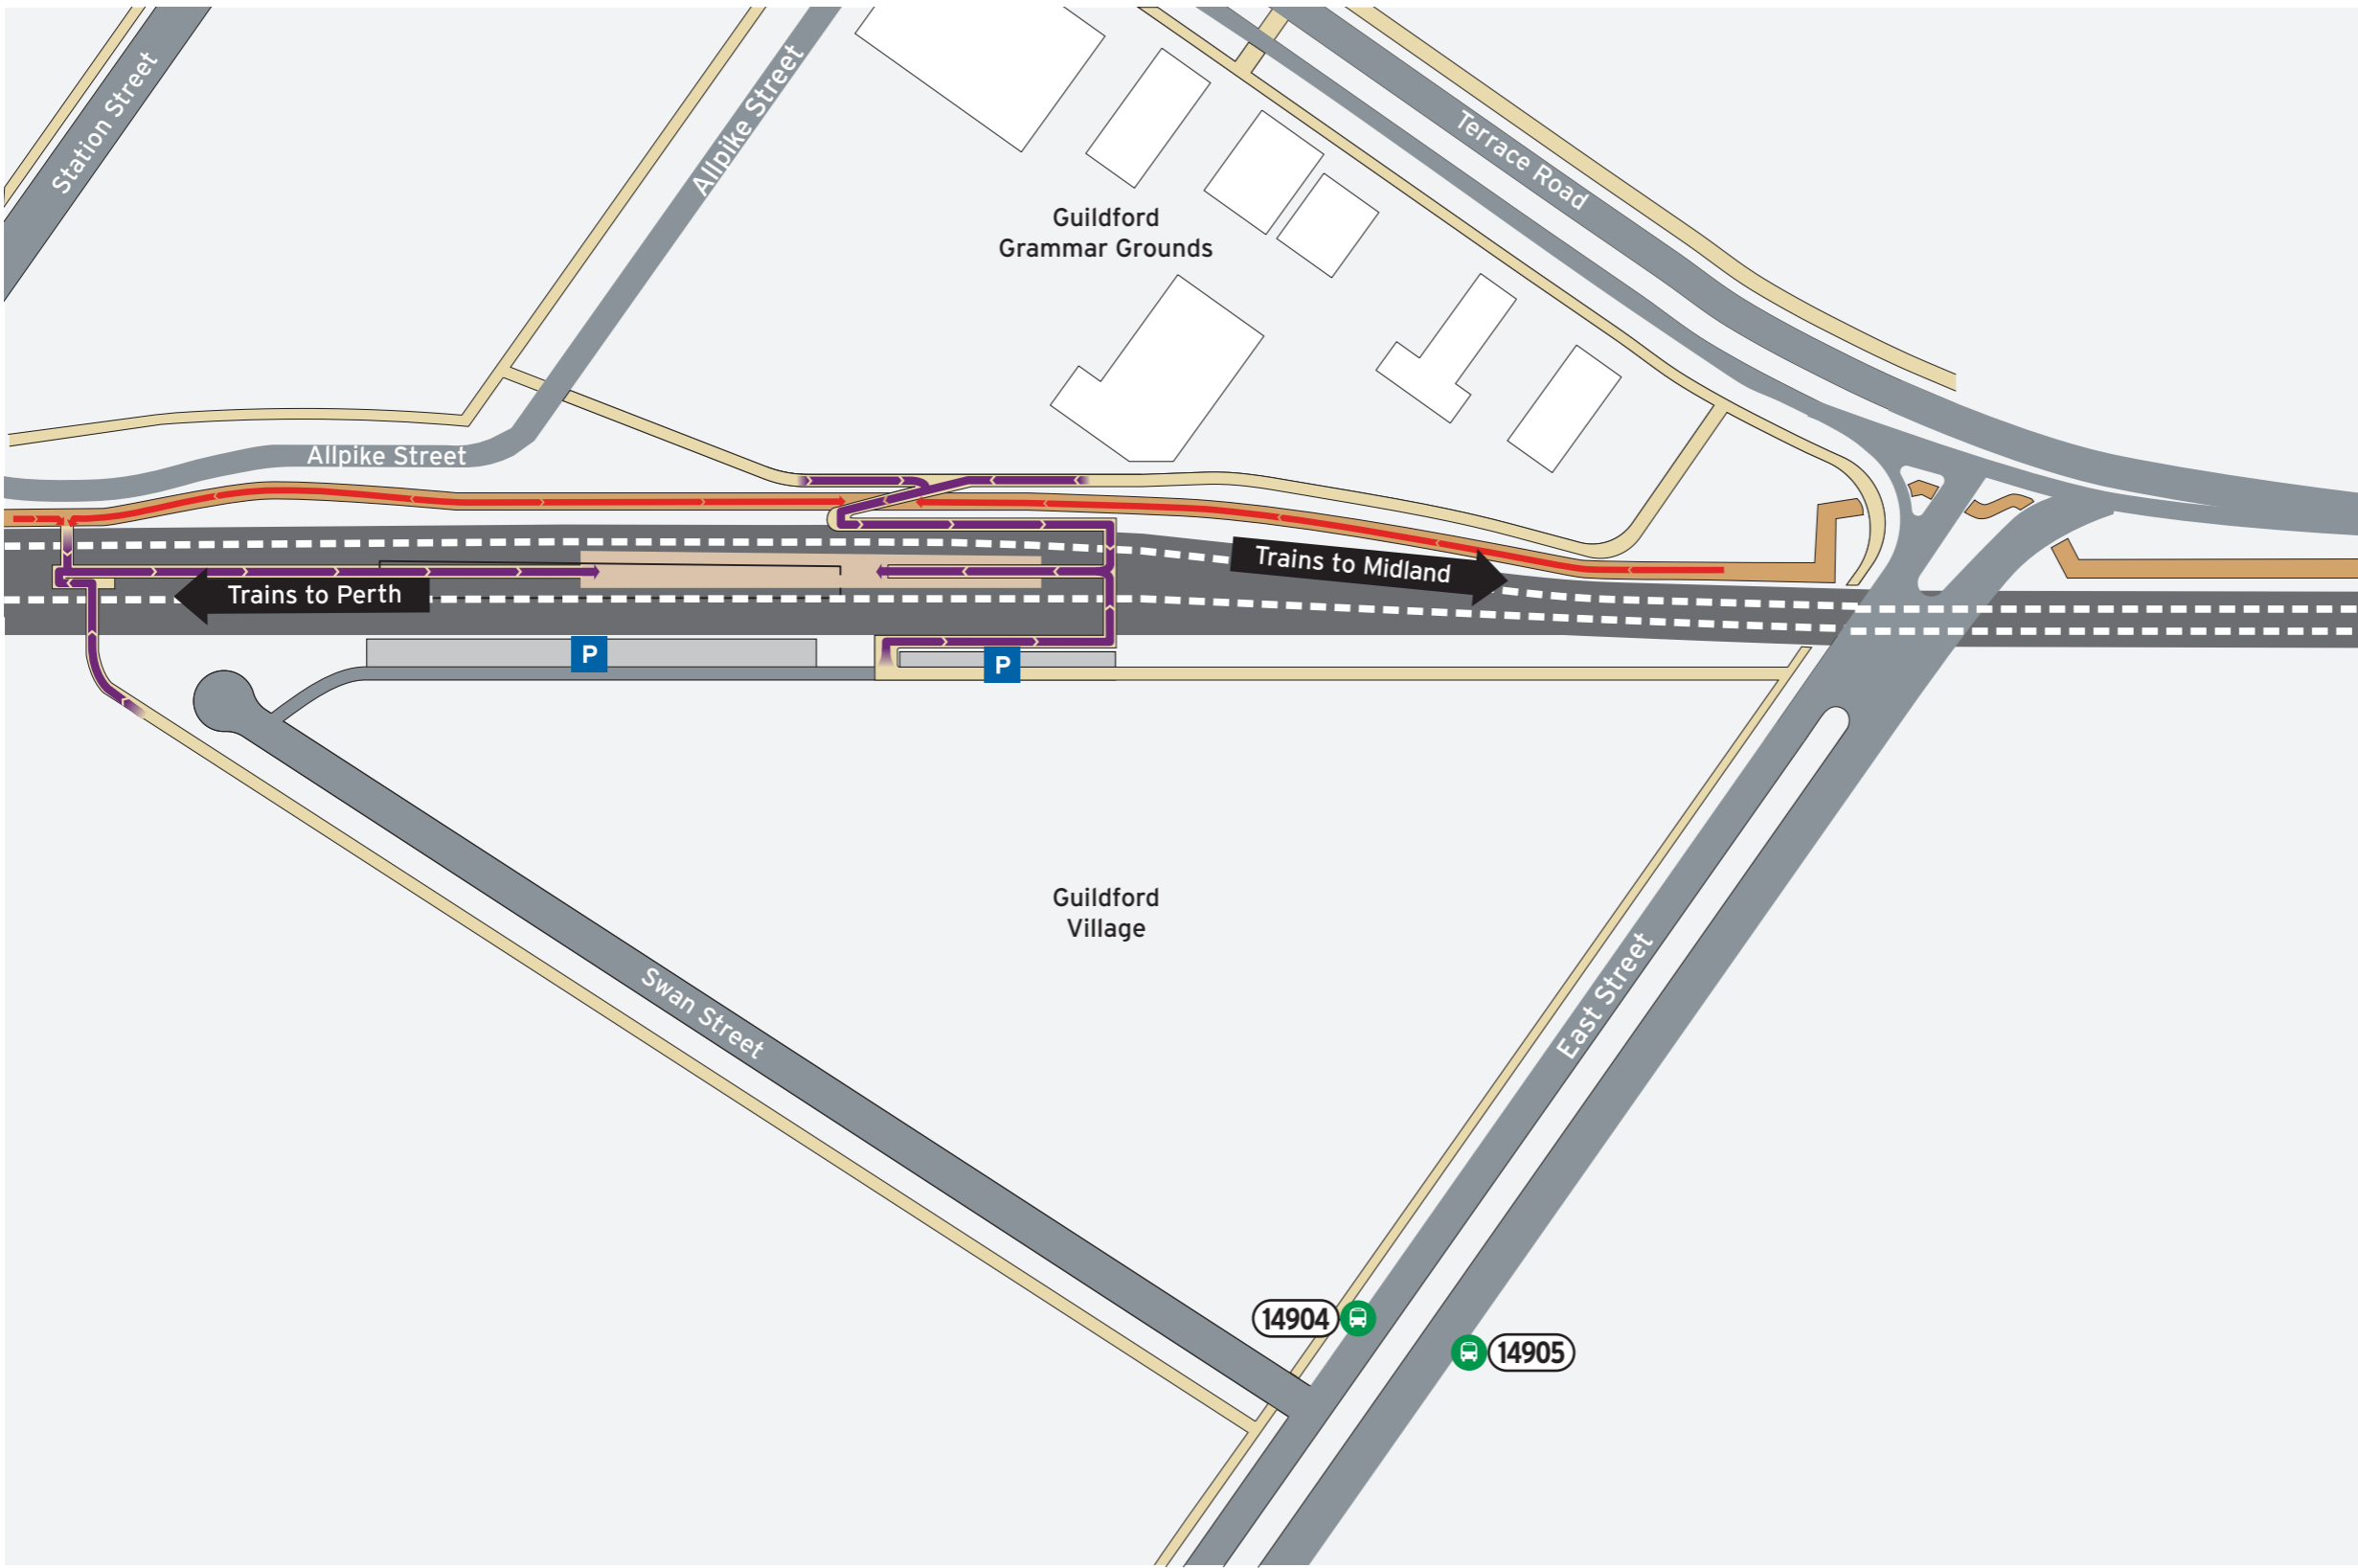 Station Street
Allpike Street
Terrace Road
Guildford
Grammar Grounds
Allpike Street
Trains to Midland
Trains to Perth
P
P
Guildford
Village
Swan Street
East Street
14904
14905